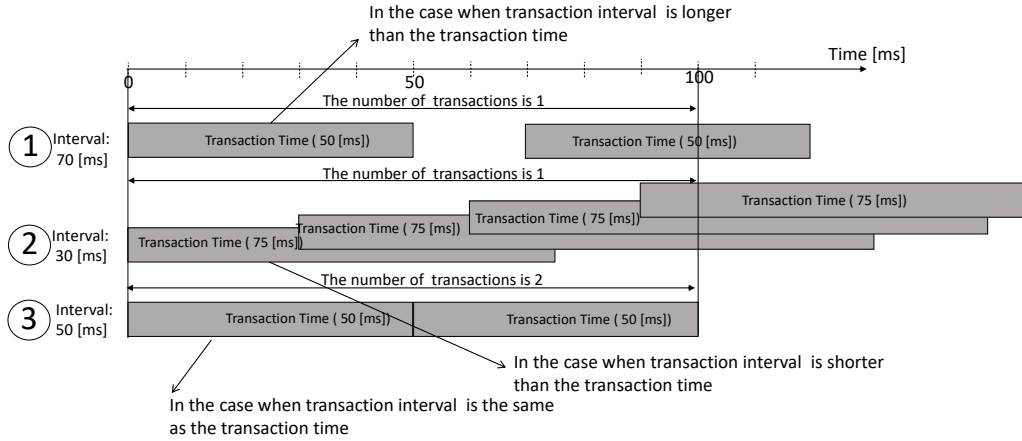 In the case when transaction interval is longer
than the transaction time
Time [ms]
0
50
100
The number of transactions is 1
1
Interval:
70 [ms]
Transaction Time ( 50 [ms])
Transaction Time ( 50 [ms])
The number of transactions is 1
2
Interval:
30 [ms]
Transaction Time ( 75 [ms])
Transaction Time ( 75 [ms])
Transaction Time ( 75 [ms])
Transaction Time ( 75 [ms])
The number of transactions is 2
3
Interval:
50 [ms]
Transaction Time ( 50 [ms])
Transaction Time ( 50 [ms])
In the case when transaction interval is shorter
than the transaction time
In the case when transaction interval is the same
as the transaction time